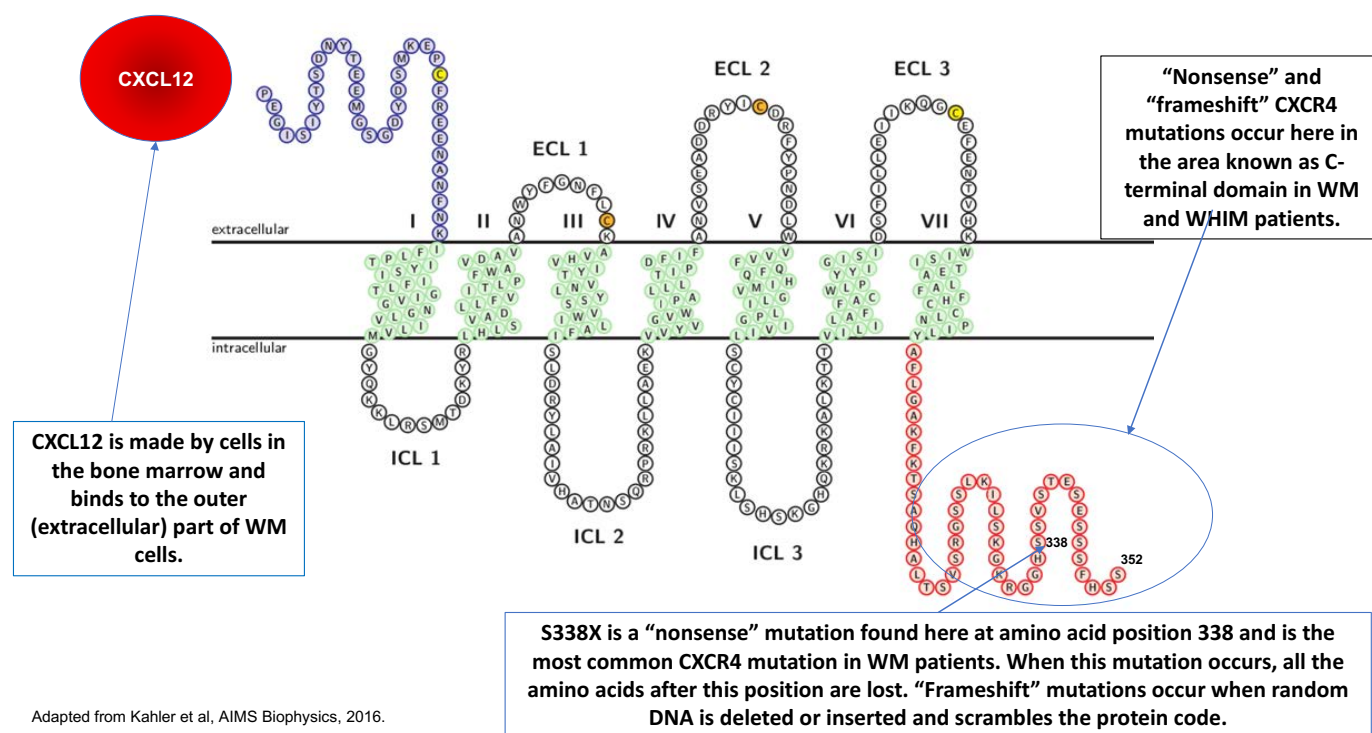 CXCL12
P E G I S I Y T S D N Y T E E M G S G D Y D S M K E P C F R E E N A N F N K
ECL 1
ECL 2
ECL 3
N W Y F G N F L C K
N V S E A D D R Y I C D R F Y P N D L W
D S F I L L E I I K Q G C E F E N T V H K
I II III IV V VI VII
extracellular
intracellular
G Y Q K K L R S M T D K Y R
ICL 1
S L D R Y L A I V H A T N S Q R P R K L L A E K
ICL 2
S C Y C I I I S K L S H S K G H Q K R K A L K T T
ICL 3
A F L G A K F K T S A Q H A L T S V S R G S S L K I L S K G K R G G H S S V S T E S E S S S F H S S
338
352
“Nonsense” and
“frameshift” CXCR4
mutations occur here in
the area known as C-
terminal domain in WM
and WHIM patients.
CXCL12 is made by cells in
the bone marrow and
binds to the outer
(extracellular) part of WM
cells.
S338X is a “nonsense” mutation found here at amino acid position 338 and is the
most common CXCR4 mutation in WM patients. When this mutation occurs, all the
amino acids after this position are lost. “Frameshift” mutations occur when random
DNA is deleted or inserted and scrambles the protein code.
Adapted from Kahler et al, AIMS Biophysics, 2016.